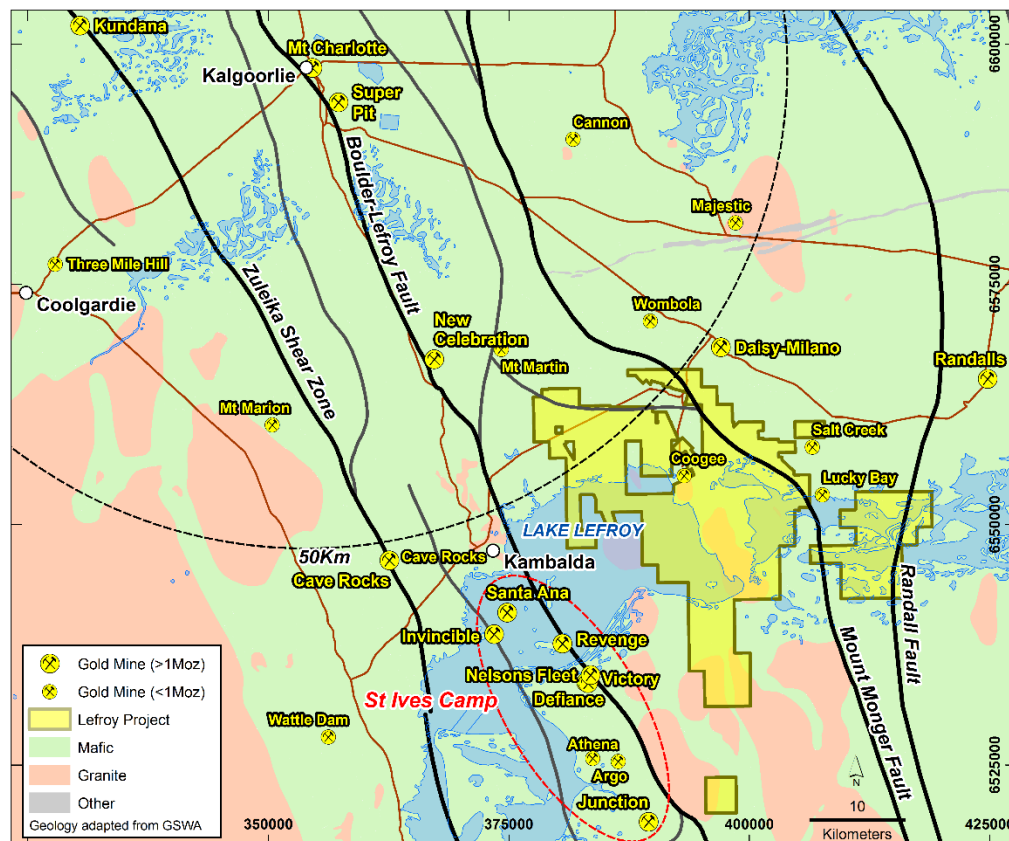 Kundana
Mt Charlotte
Kalgoorlie
Super
Pit
6600000
Cannon
Boulder-Lefroy Fault
Majestic
Three Mile Hill
Coolgardie
Zuleika Shear Zone
6575000
Wombola
New
Celebration
Mt Martin
Daisy-Milano
Randalls
Mt Marion
Salt Creek
Coogee
Lucky Bay
LAKE LEFROY
6550000
50Km
Cave Rocks
Cave Rocks
Kambalda
Randall Fault
Santa Ana
Invincible
Revenge
Mount Monger Fault
Nelsons Fleet
Victory
Defiance
St Ives Camp
Wattle Dam
Athena
Argo
Junction
6525000
Gold Mine (>1Moz)
Gold Mine (<1Moz)
Lefroy Project
Mafic
Granite
Other
Geology adapted from GSWA
N
10
Kilometers
350000
375000
400000
425000